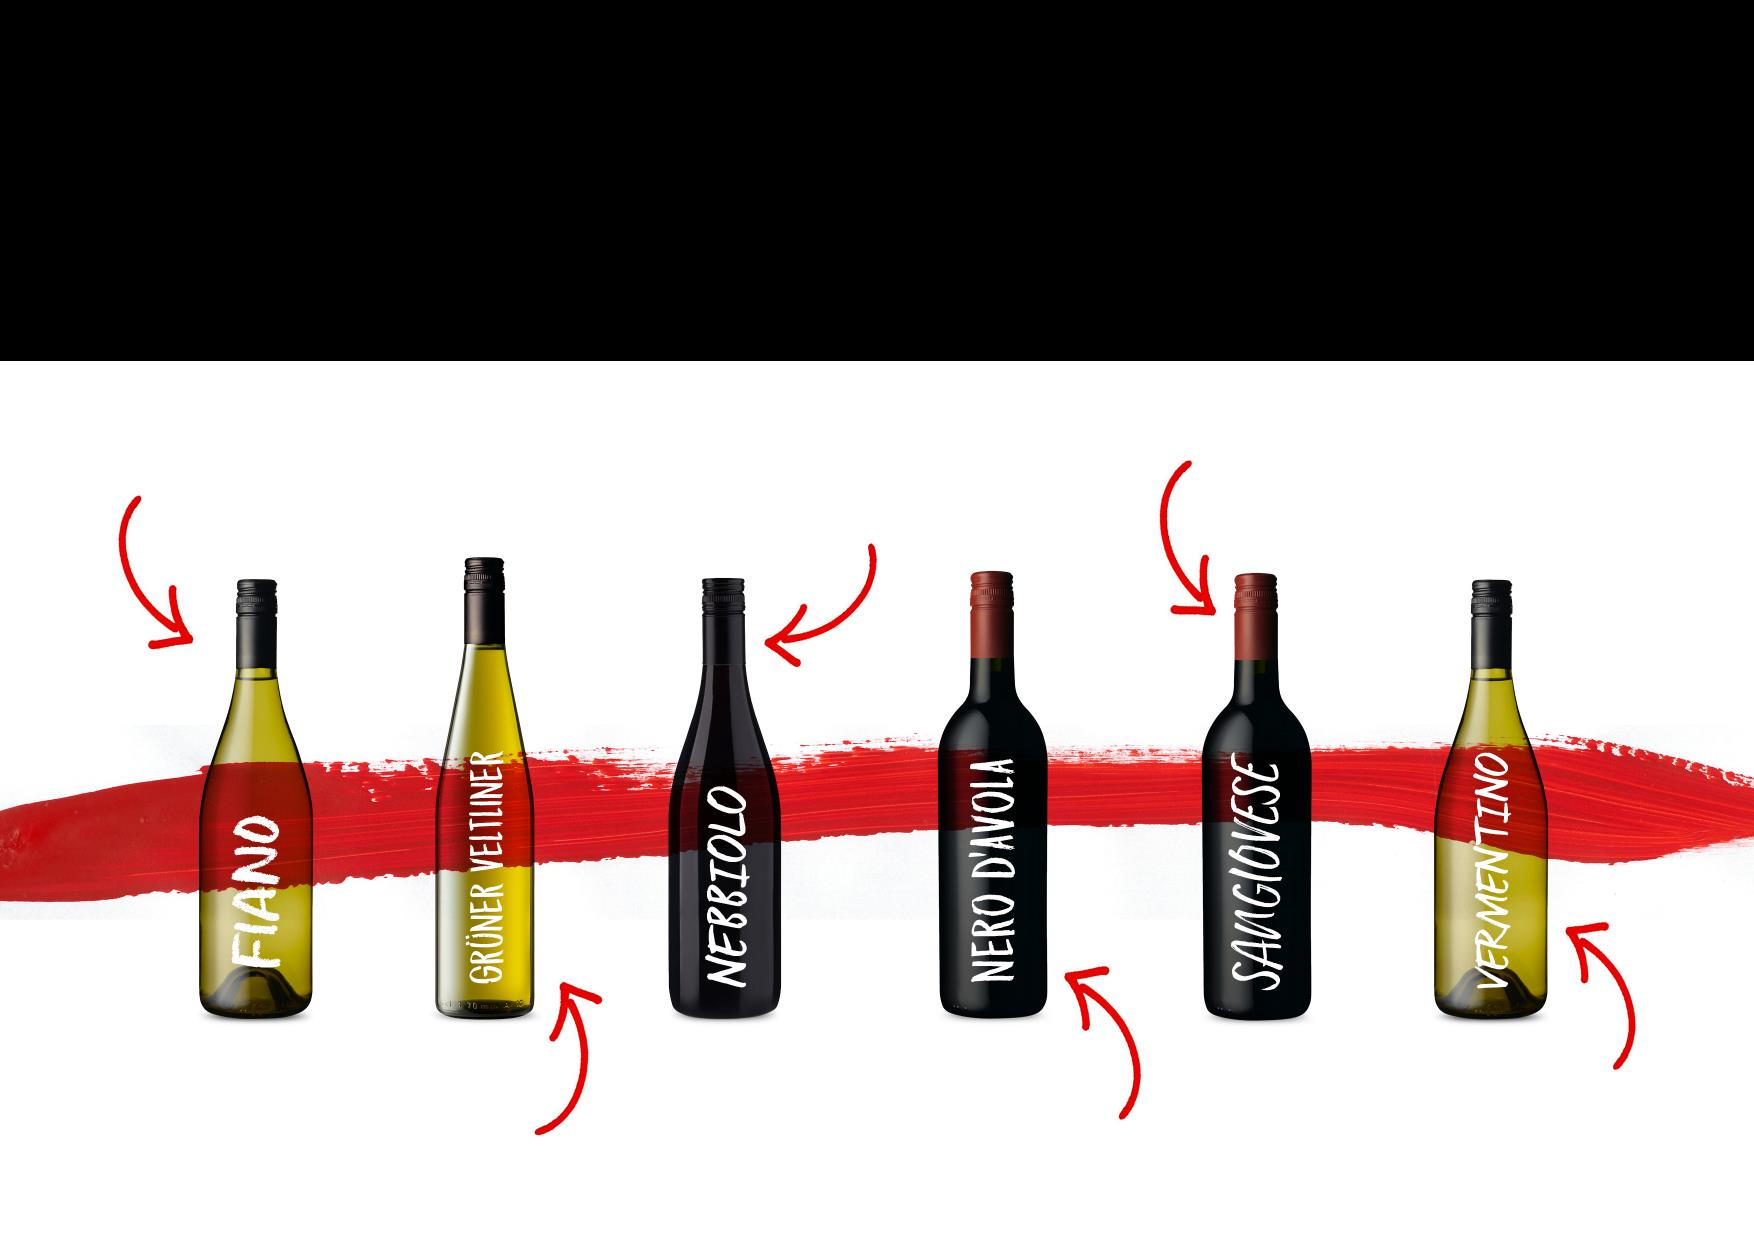 FIANO
GRÜNER VELTLINER
NEBBIOLO
NERO D'AVOLA
SANGIOVESE
VERMENTINO